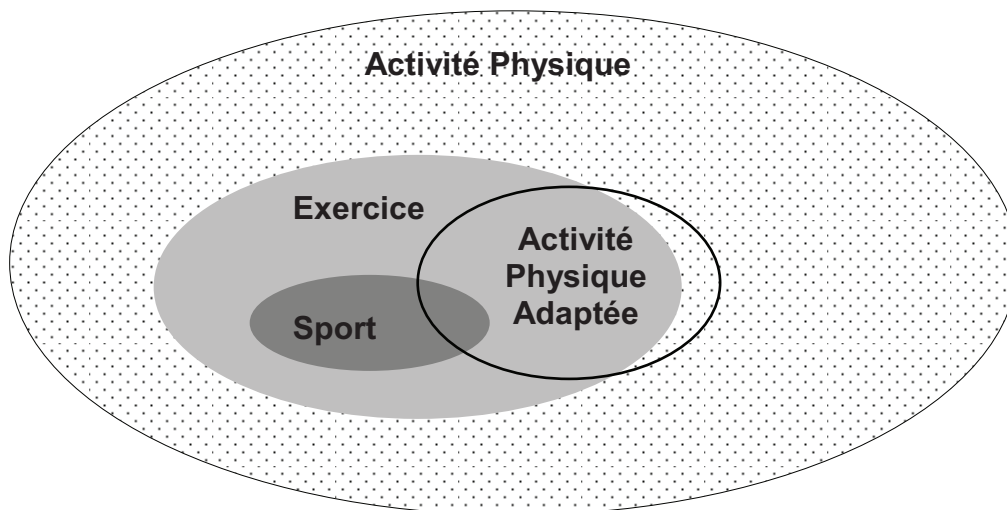 Activité Physique
Exercice
Activité
Physique
Adaptée
Sport